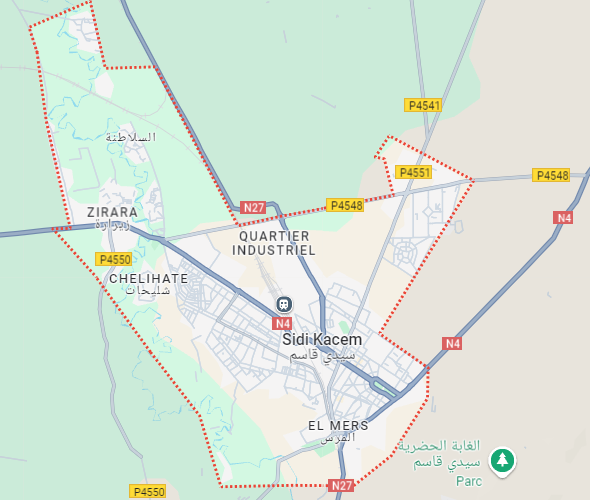 P4541
السلاطنة
P4551
P4548
N27
P4548
ZIRARA
زيرارة
N4
QUARTIER
INDUSTRIEL
P4550
CHELIHATE
شليحات
N4
Sidi Kacem
سيدي قاسم
N4
EL MERS
المرس
الغابة الحضرية
سيدي قاسم
Parc
N27
P4550